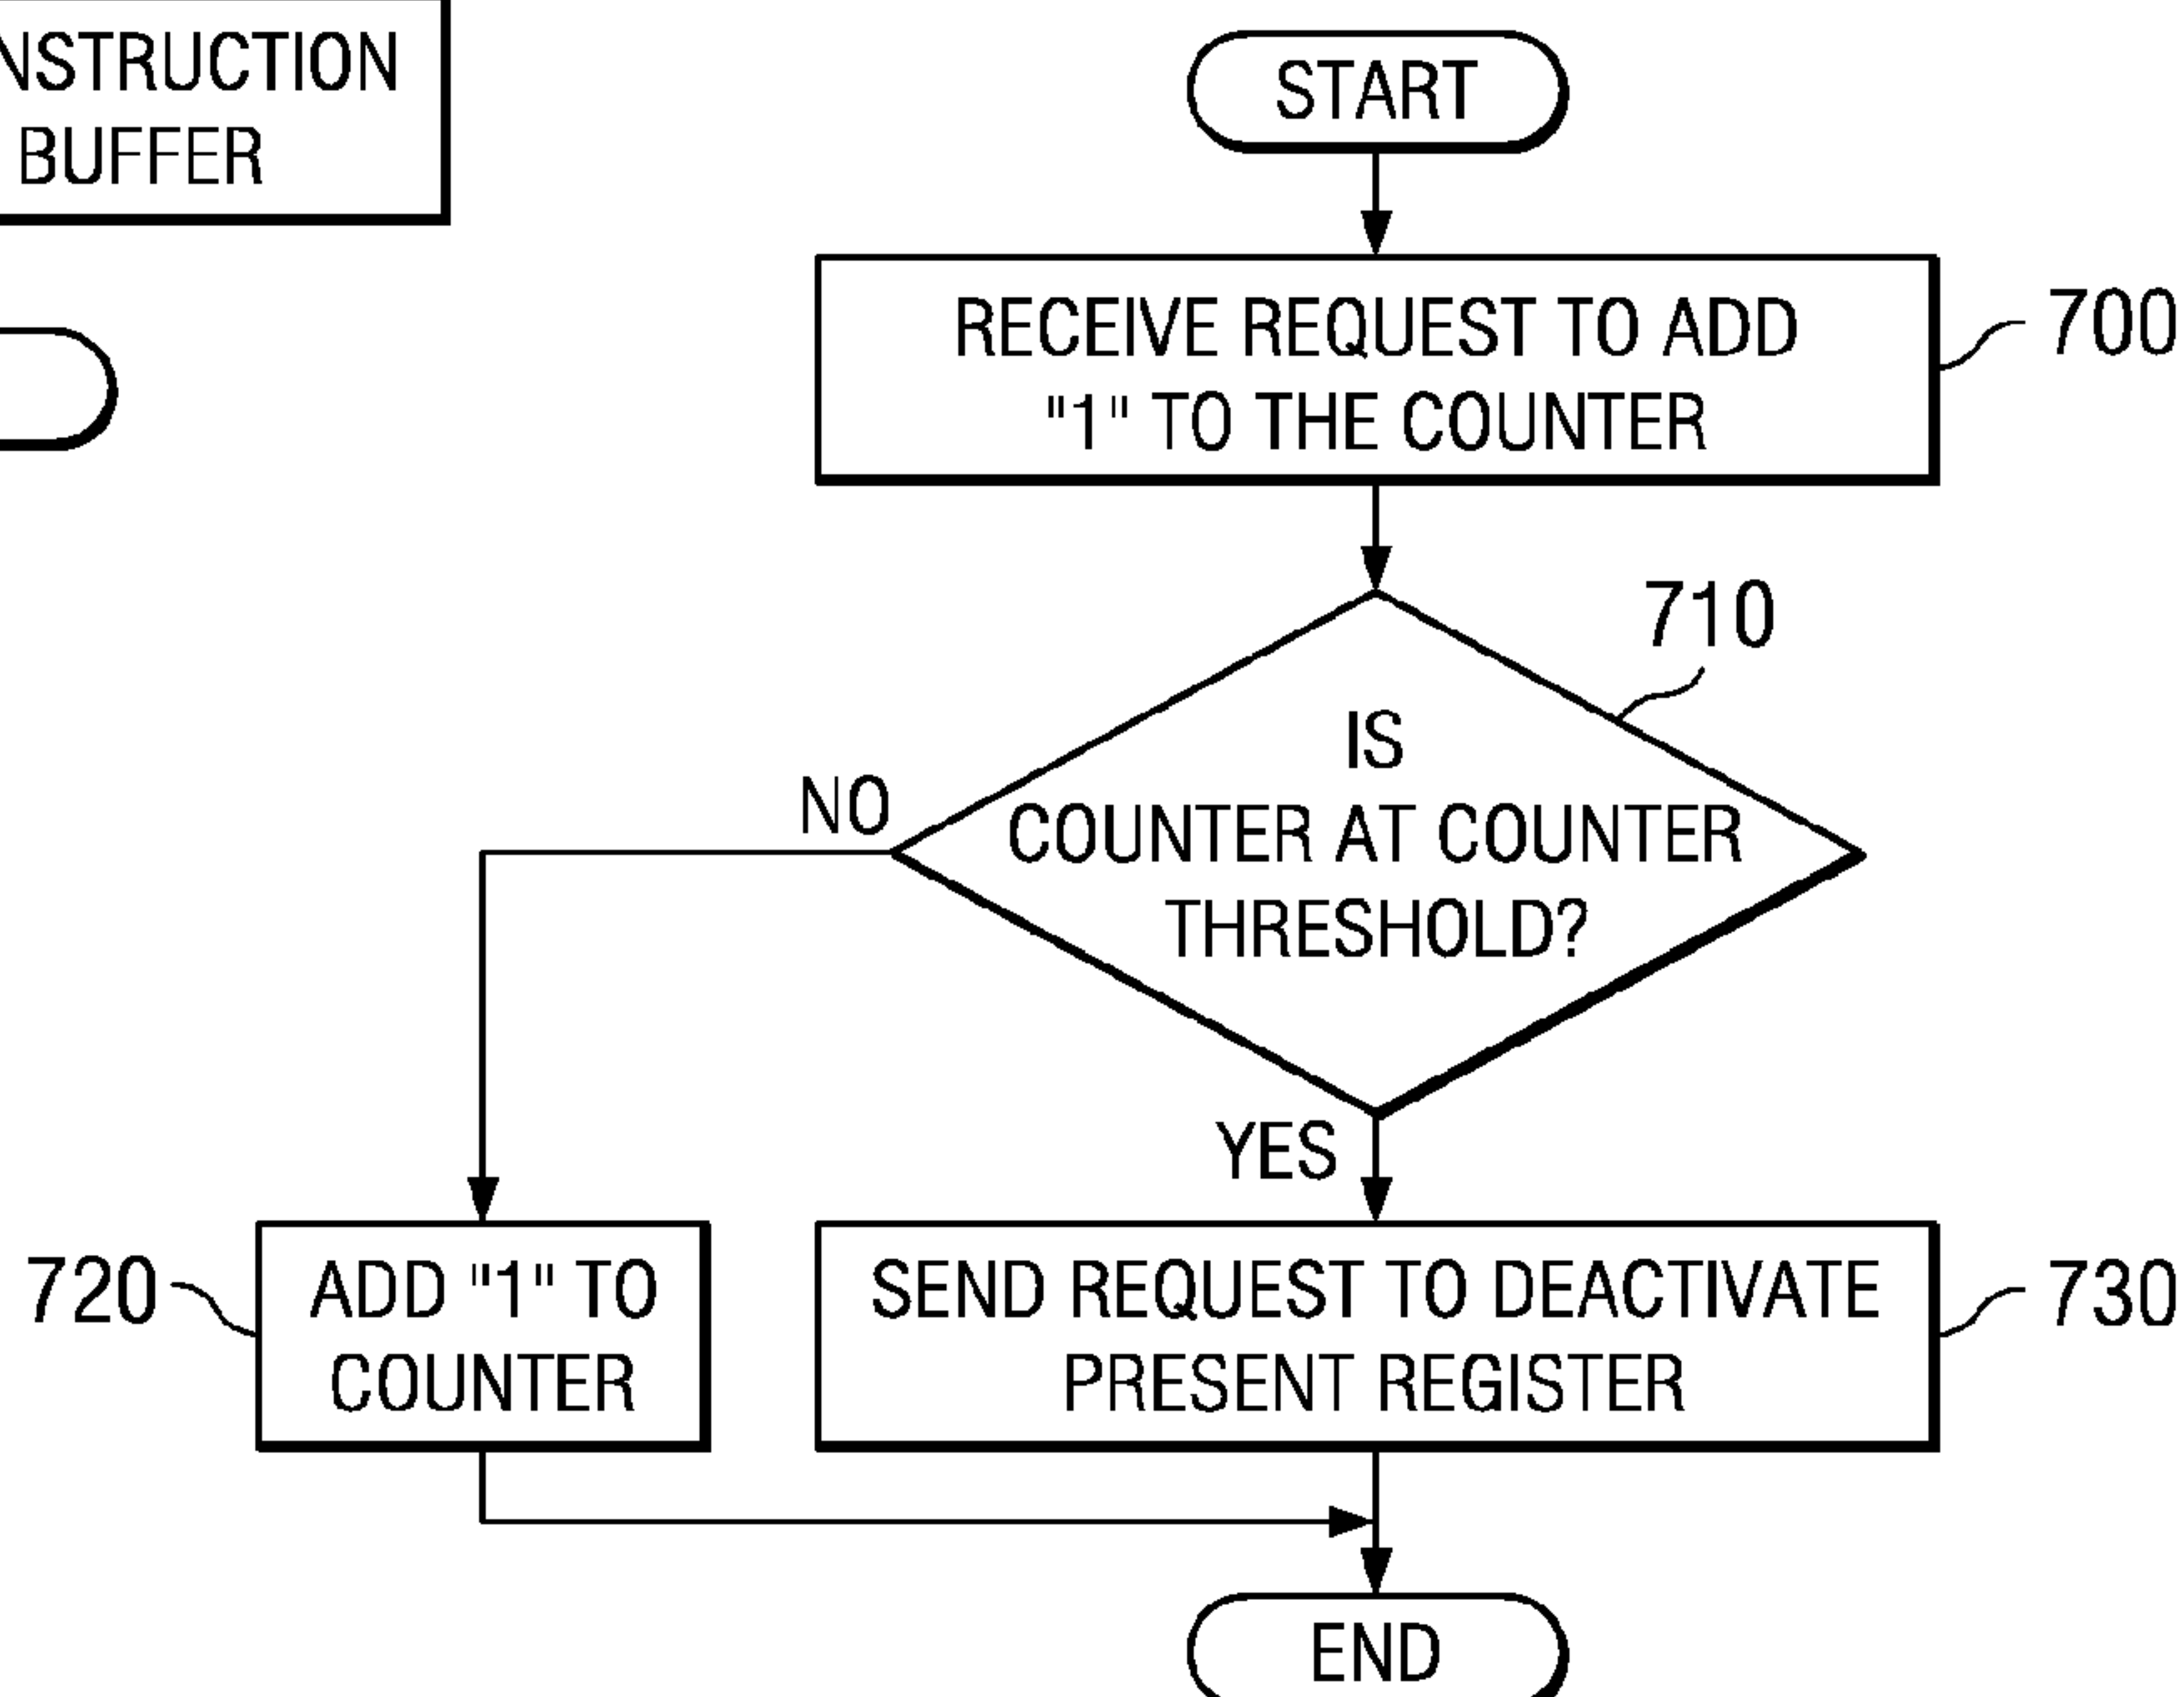 BUFFER
START
RECEIVE REQUEST TO ADD
"1" TO THE COUNTER
700
710
IS
COUNTER AT COUNTER
THRESHOLD?
NO
YES
720
ADD "1" TO
COUNTER
SEND REQUEST TO DEACTIVATE
PRESENT REGISTER
730
END